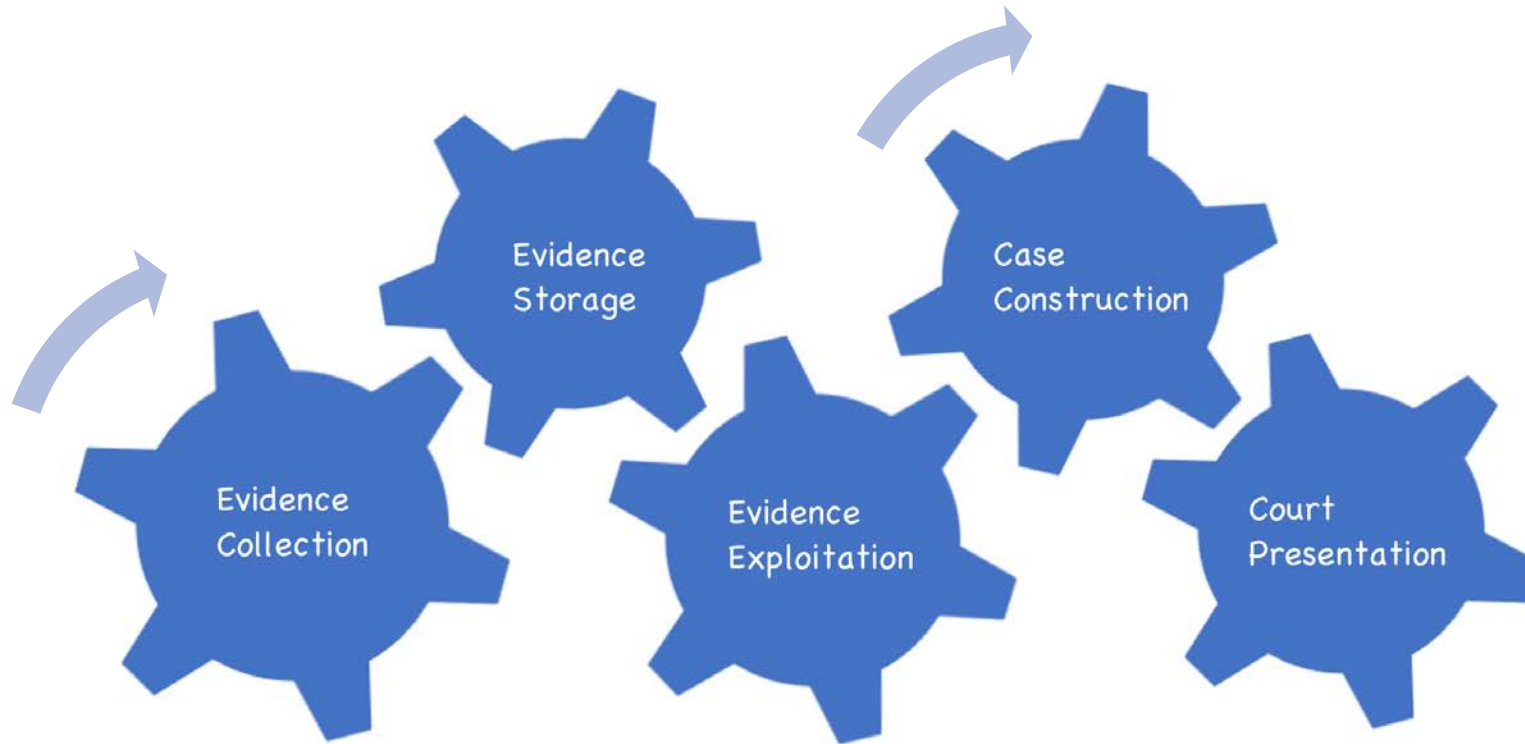 Evidence
Collection
Evidence
Storage
Evidence
Exploitation
Case
Construction
Court
Presentation